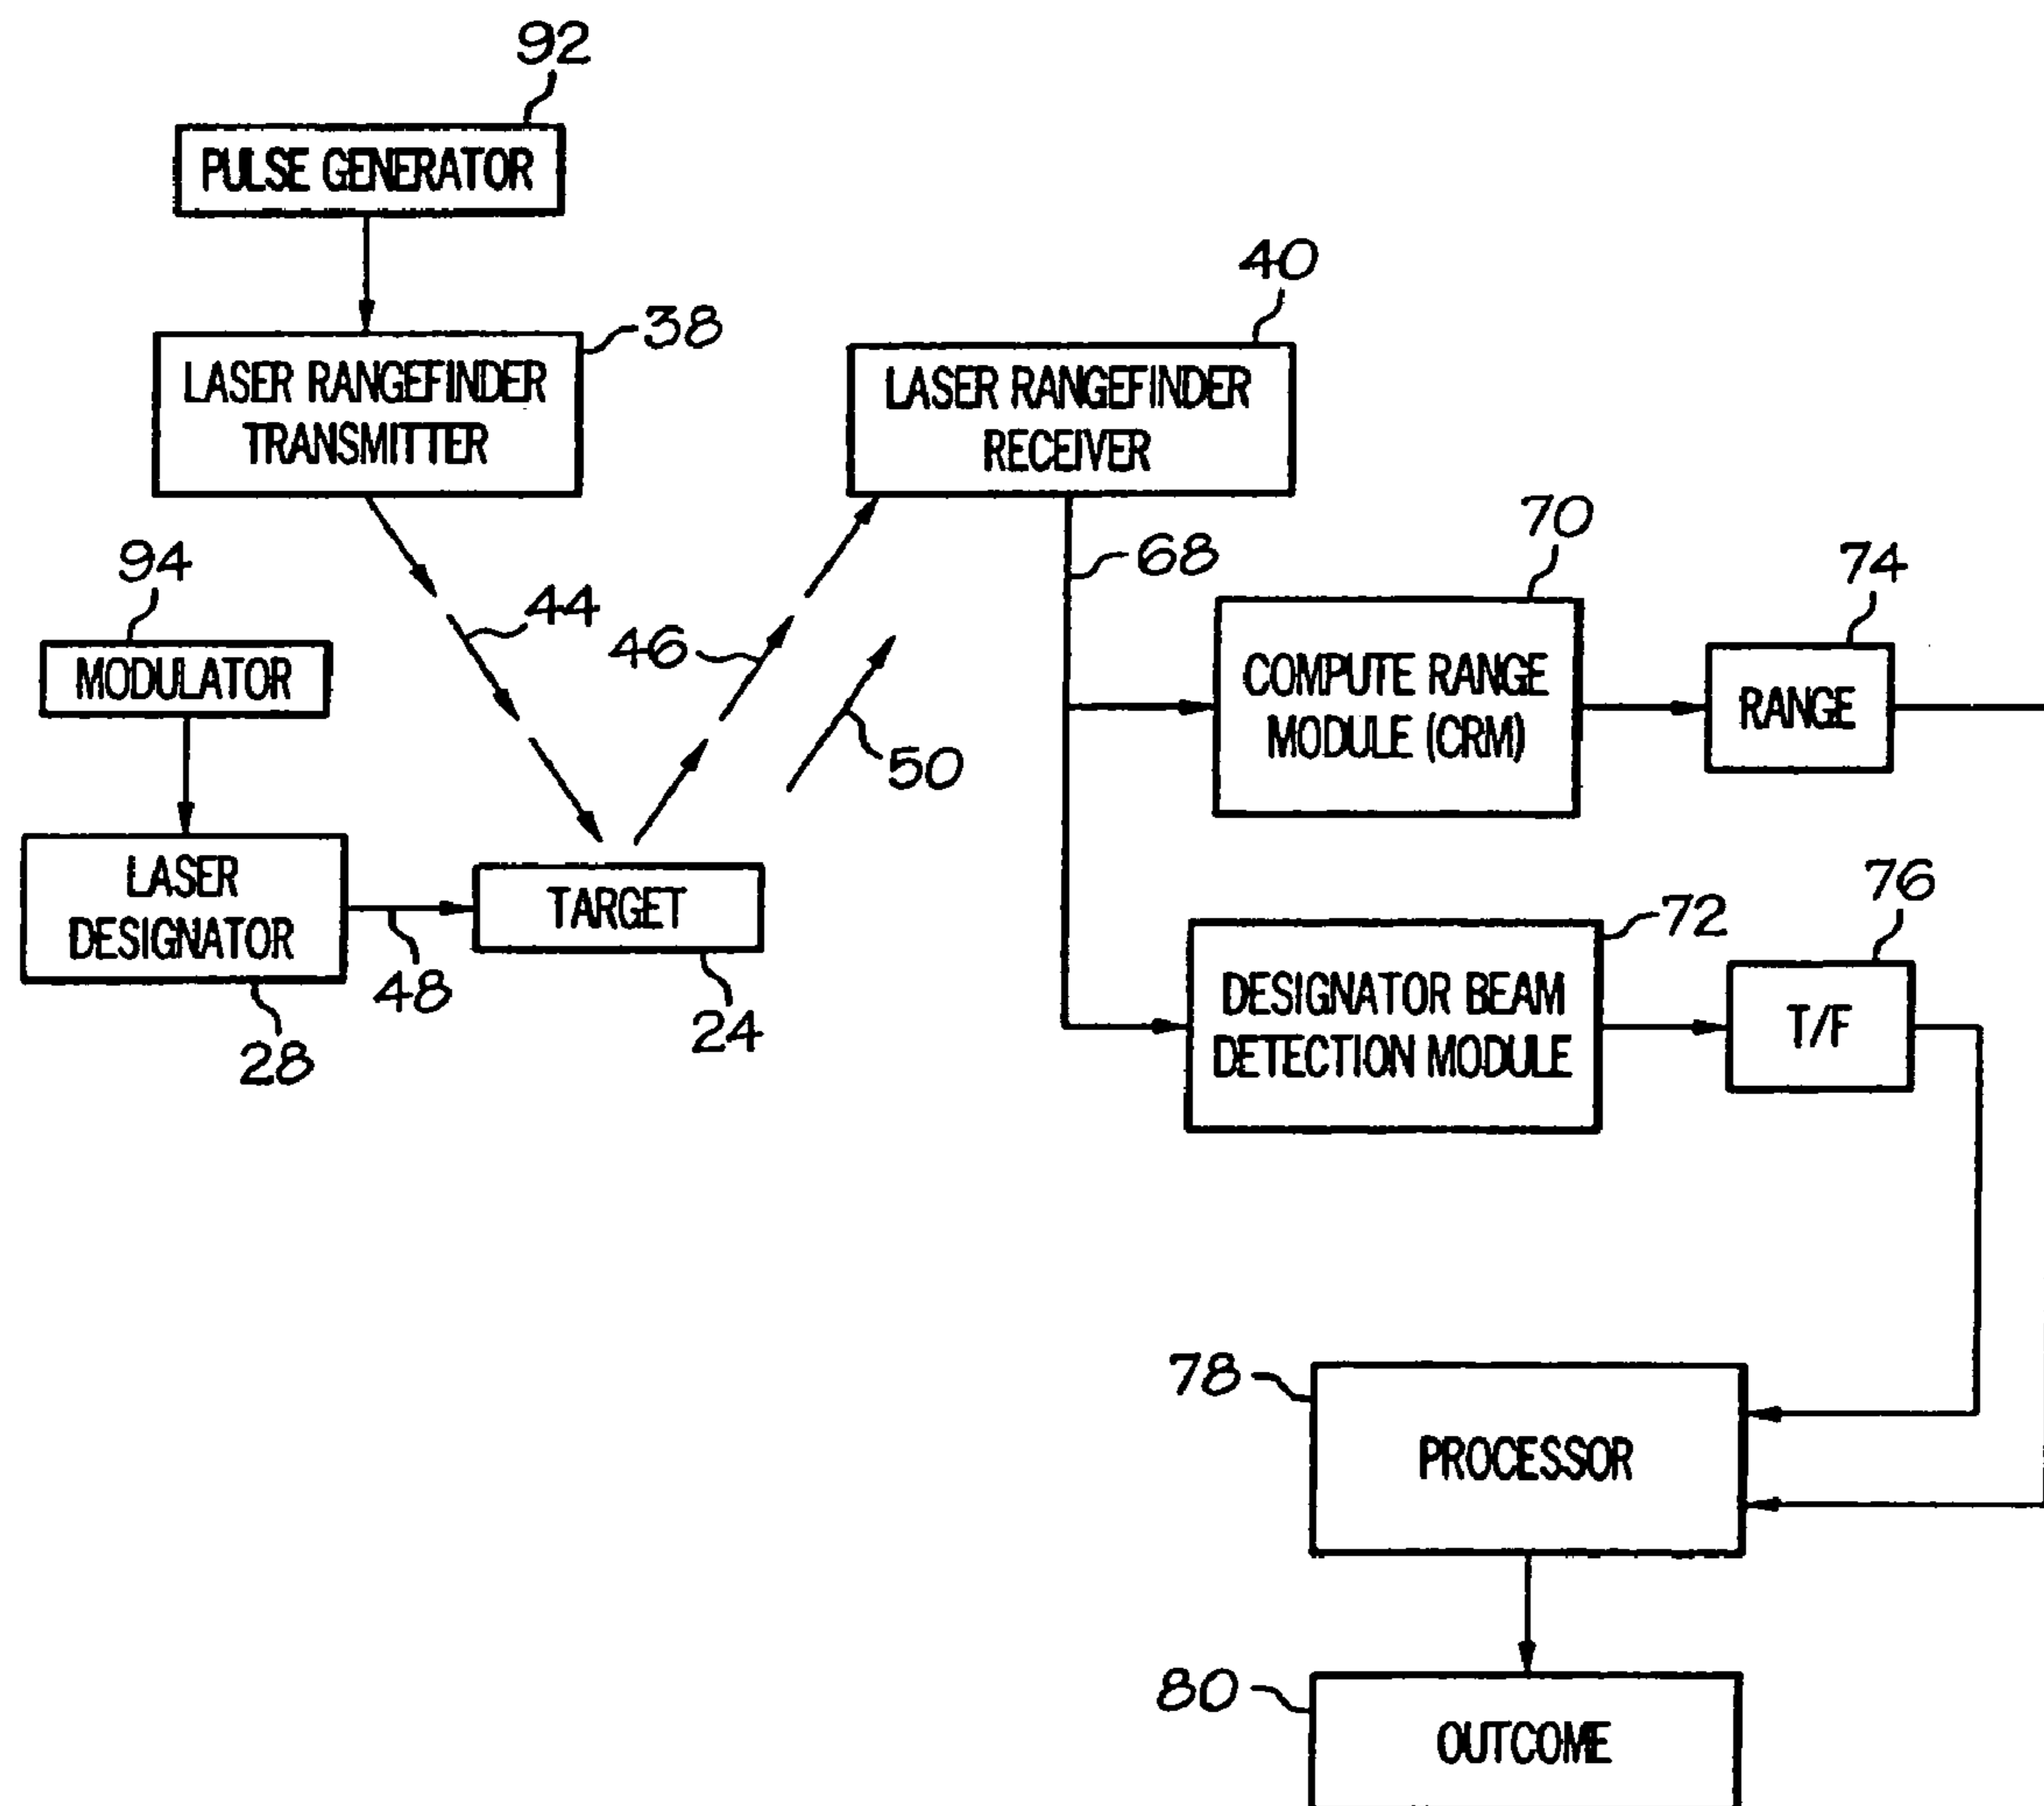 92
PULSE GENERATOR
38
LASER RANGEFINDER
TRANSMITTER
40
LASER RANGEFINDER
RECEIVER
94
MODULATOR
44
46
50
68
70
COMPUTE RANGE
MODULE (CRM)
74
RANGE
LASER
DESIGNATOR
28
48
TARGET
24
72
DESIGNATOR BEAM
DETECTION MODULE
76
T/F
78
PROCESSOR
80
OUTCOME